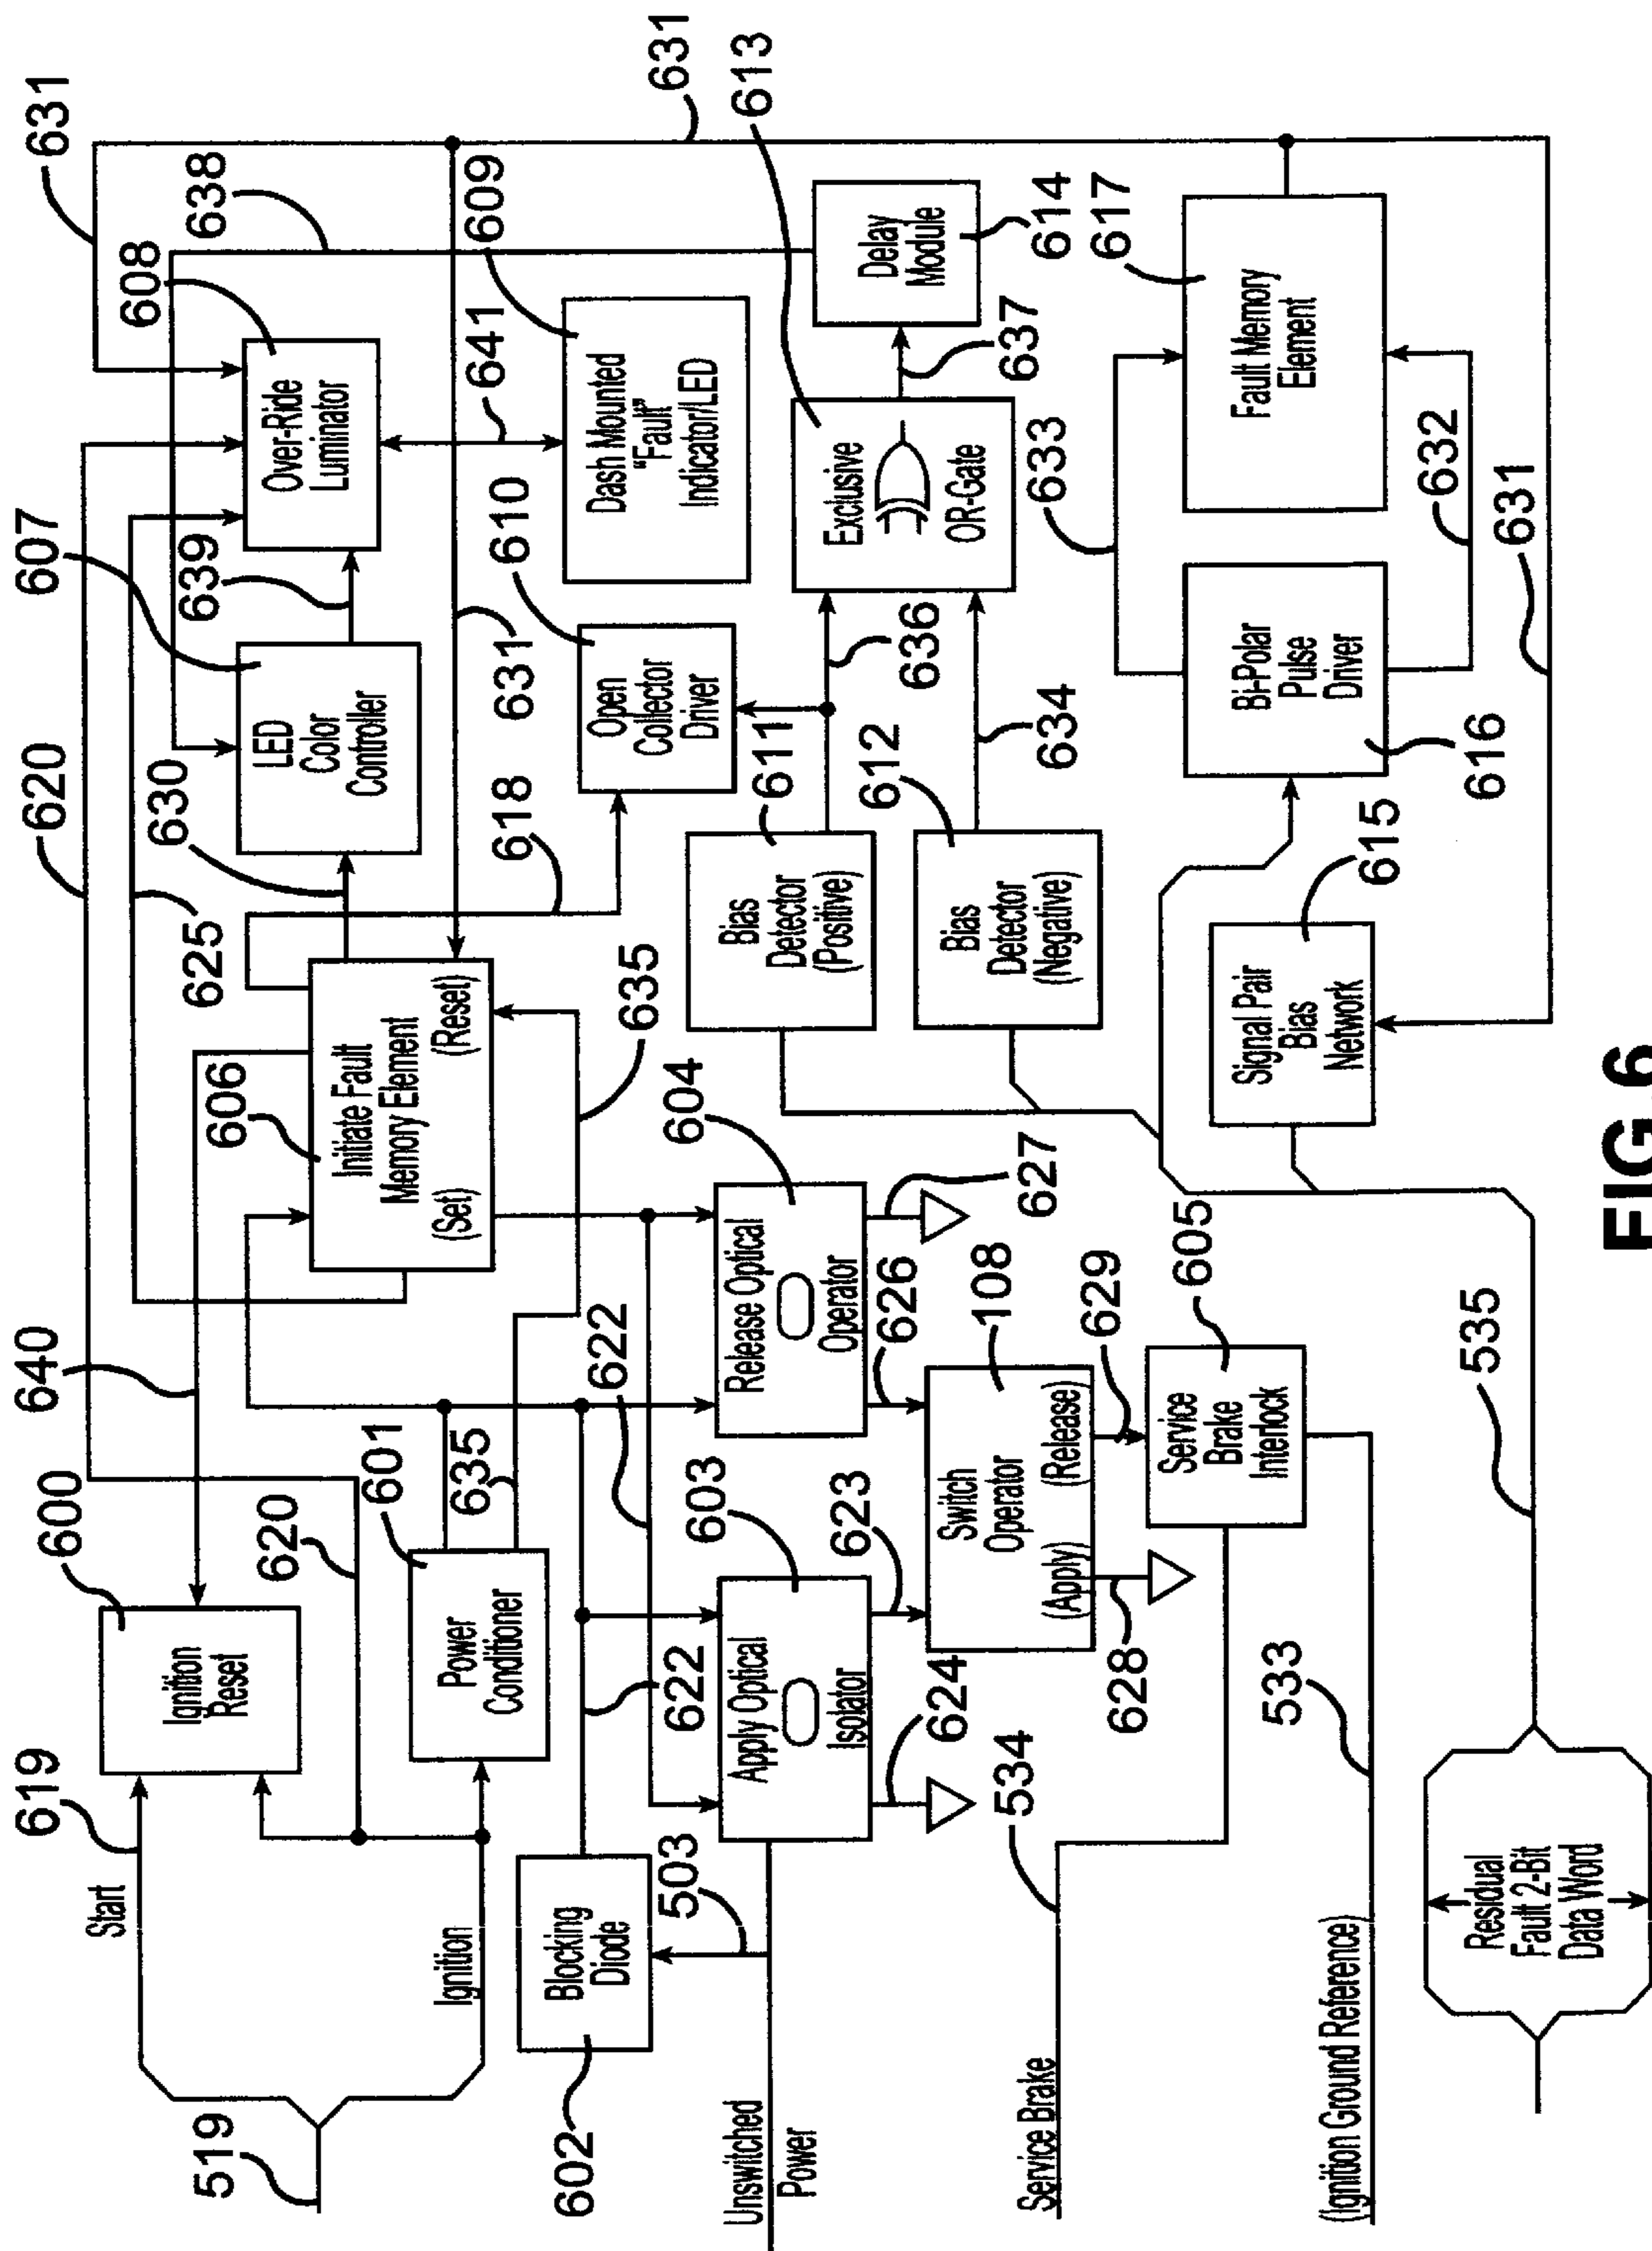 519
619
Start
Ignition
600
Ignition
Reset
620
601
Power
Conditioner
635
602
Blocking
Diode
503
622
640
606
Initiate Fault
Memory Element
(Set)
(Reset)
635
620
625
630
607
LED
Color
Controller
639
608
Over-Ride
Luminator
631
638
641
609
Dash Mounted
"Fault"
Indicator/LED
631
618
610
Open
Collector
Driver
611
Bias
Detector
(Positive)
612
Bias
Detector
(Negative)
636
634
613
Exclusive
OR-Gate
637
614
Delay
Module
631
Unswitched
Power
603
Apply Optical
Isolator
622
624
623
604
Release Optical
Operator
627
626
108
Switch
Operator
(Apply)
(Release)
628
629
605
Service
Brake
Interlock
534
Service Brake
533
(Ignition Ground Reference)
615
Signal Pair
Bias
Network
616
Bi-Polar
Pulse
Driver
633
632
617
Fault Memory
Element
631
535
Residual
Fault 2-Bit
Data Word
FIG 6